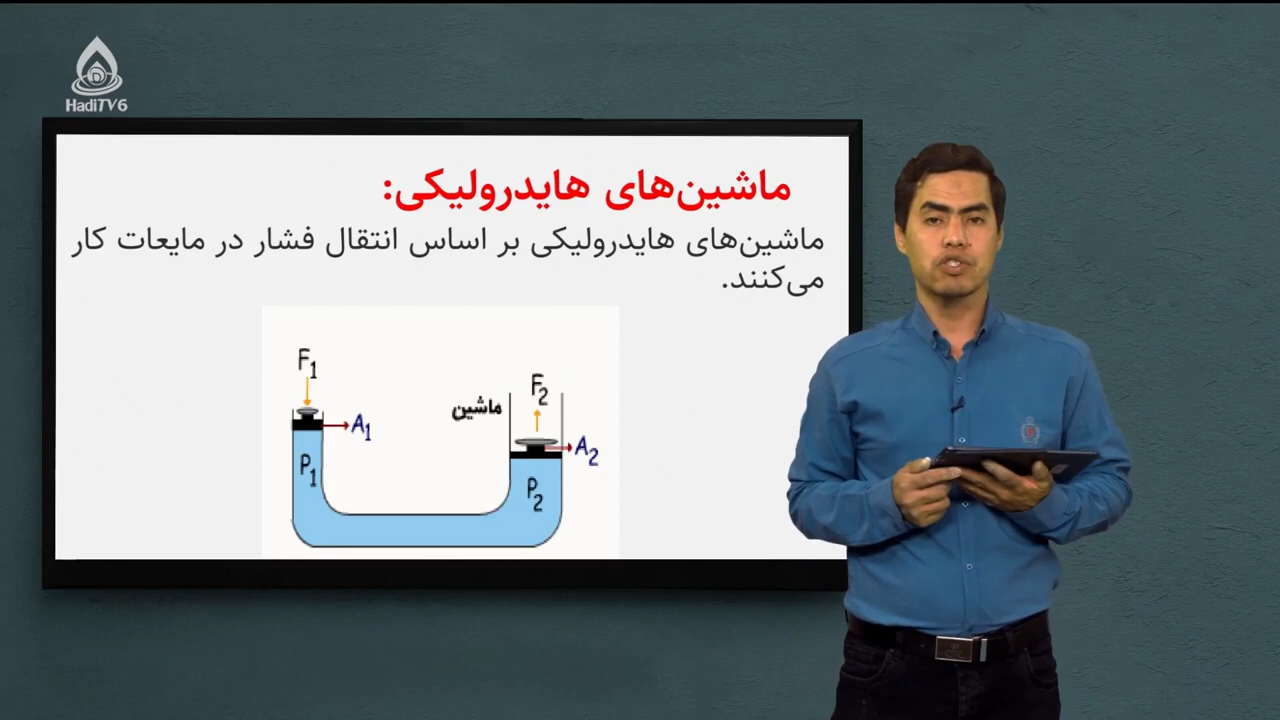 HadiTV6
ماشین‌های هایدرولیکی:
ماشین‌های هایدرولیکی بر اساس انتقال فشار در مایعات کار
می‌کنند.
F1
F2
ماشین
A1
A2
P1
P2